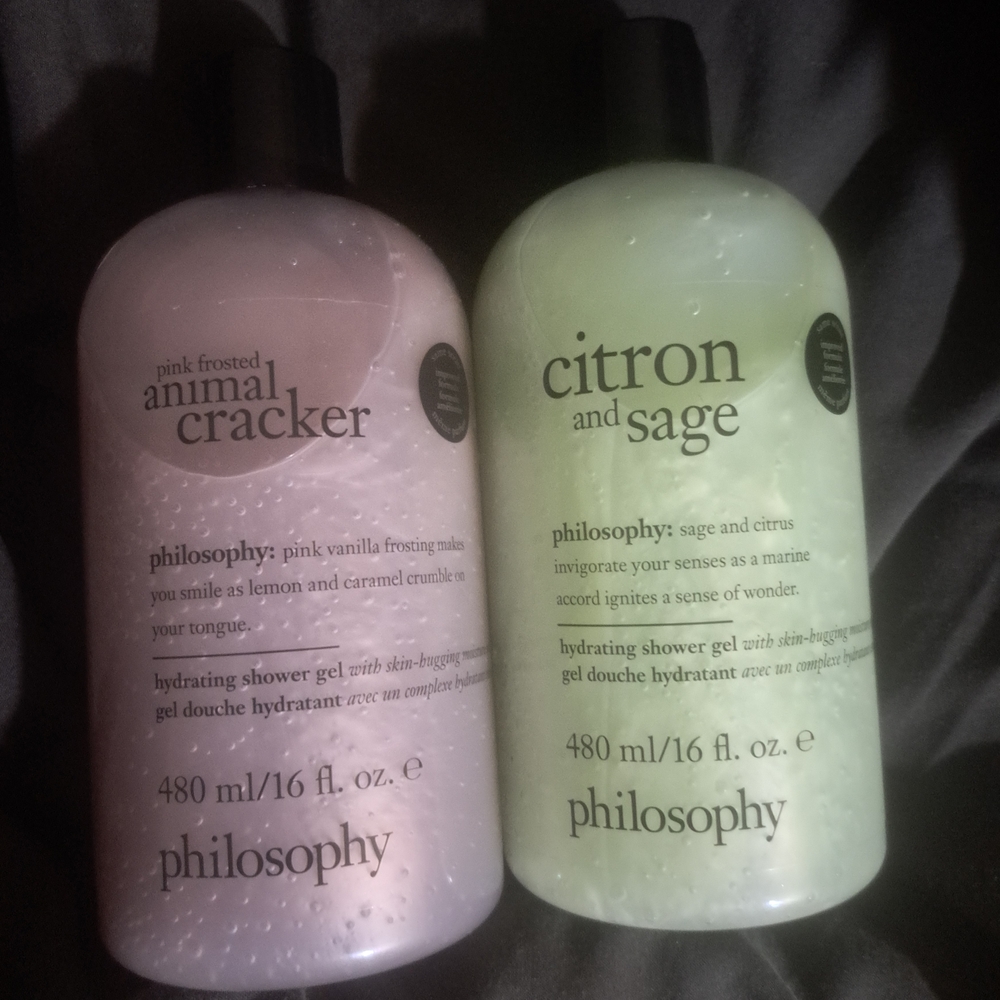 pink frosted
animal
cracker
philosophy: pink vanilla frosting makes
you smile as lemon and caramel crumble on
your tongue.
hydrating shower gel with skin-hugging
gel douche hydratant avec un complexe
480 ml/16 fl. oz. ℮
philosophy
citron
and sage
philosophy: sage and citrus
invigorate your senses as a marine
accord ignites a sense of wonder.
hydrating shower gel with skin-hugging
gel douche hydratant avec un complexe
480 ml/16 fl. oz. ℮
philosophy